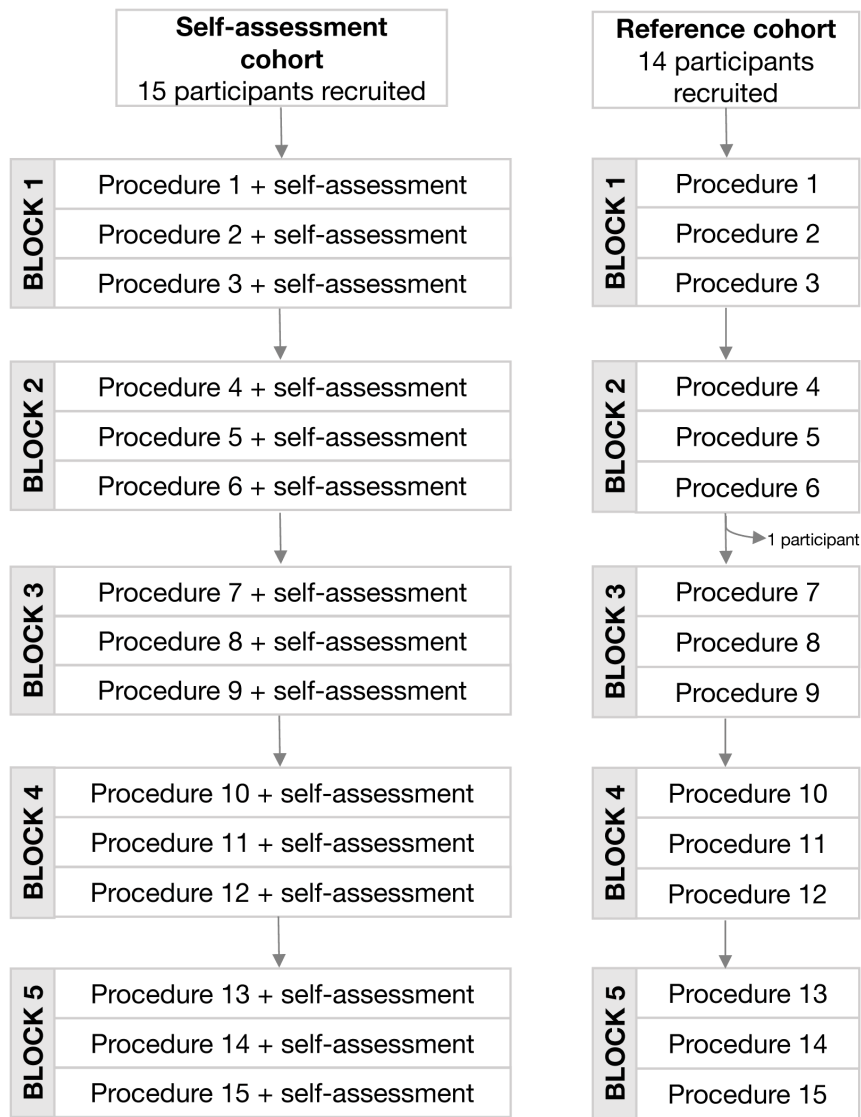 Self-assessment
cohort
15 participants recruited
BLOCK 1
Procedure 1 + self-assessment
Procedure 2 + self-assessment
Procedure 3 + self-assessment
BLOCK 2
Procedure 4 + self-assessment
Procedure 5 + self-assessment
Procedure 6 + self-assessment
BLOCK 3
Procedure 7 + self-assessment
Procedure 8 + self-assessment
Procedure 9 + self-assessment
BLOCK 4
Procedure 10 + self-assessment
Procedure 11 + self-assessment
Procedure 12 + self-assessment
BLOCK 5
Procedure 13 + self-assessment
Procedure 14 + self-assessment
Procedure 15 + self-assessment
Reference cohort
14 participants
recruited
BLOCK 1
Procedure 1
Procedure 2
Procedure 3
BLOCK 2
Procedure 4
Procedure 5
Procedure 6
1 participant
BLOCK 3
Procedure 7
Procedure 8
Procedure 9
BLOCK 4
Procedure 10
Procedure 11
Procedure 12
BLOCK 5
Procedure 13
Procedure 14
Procedure 15